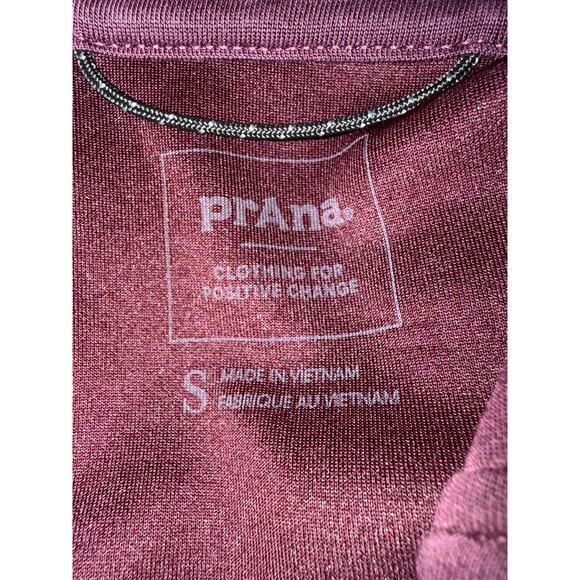 prAna
CLOTHING FOR
POSITIVE CHANGE
S
MADE IN VIETNAM
FABRIQUE AU VIETNAM